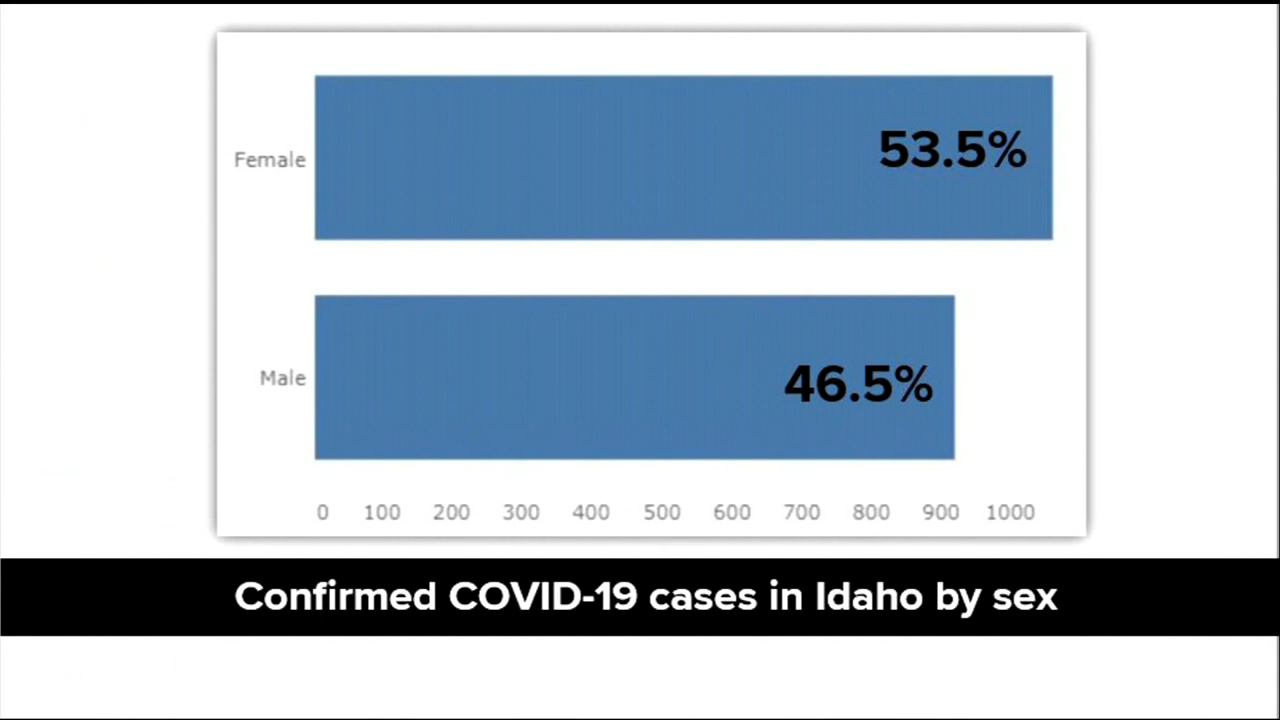 Female
53.5%
Male
46.5%
0 100 200 300 400 500 600 700 800 900 1000
Confirmed COVID-19 cases in Idaho by sex